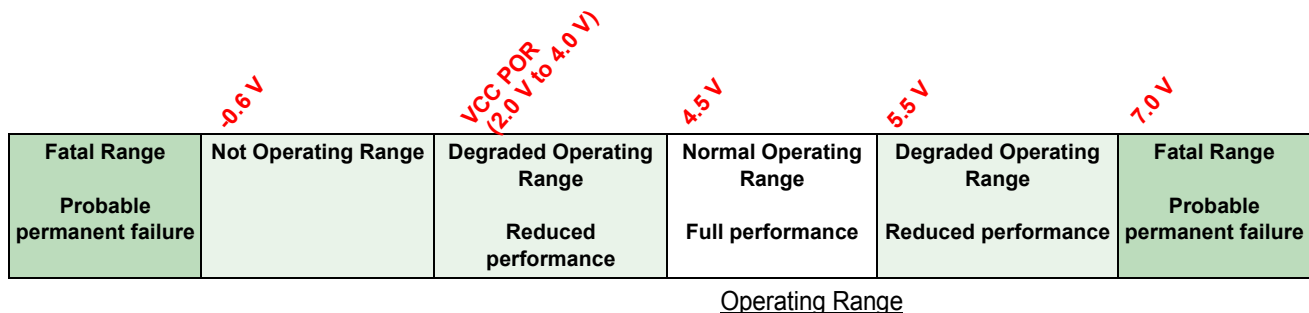 -0.6 V
VCC POR
(2.0 V to 4.0 V)
4.5 V
5.5 V
7.0 V
Fatal Range
Probable
permanent failure
Not Operating Range
Degraded Operating
Range
Reduced
performance
Normal Operating
Range
Full performance
Degraded Operating
Range
Reduced performance
Fatal Range
Probable
permanent failure
Operating Range